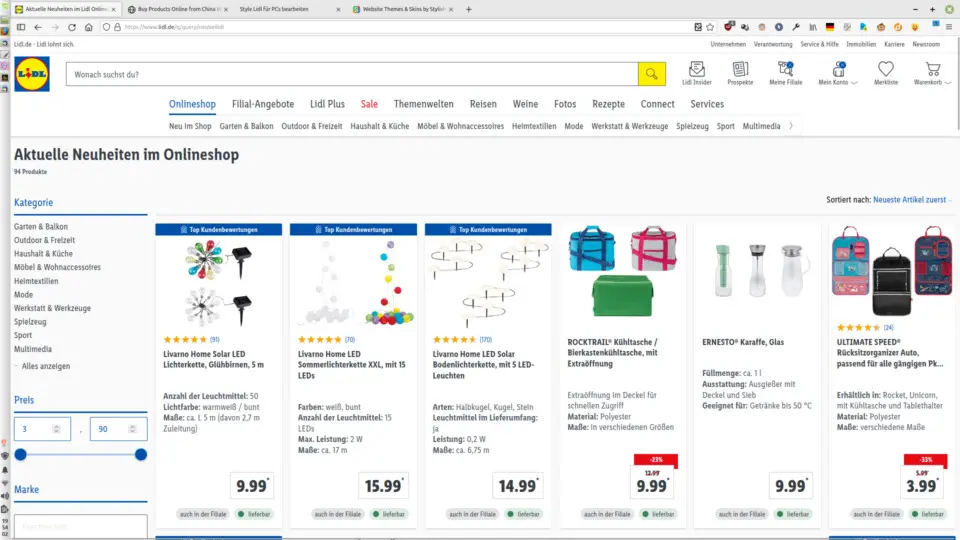 Aktuelle Neuheiten im Lidl Online
Buy Products Online from China W
Style Lidl für PCs bearbeiten
Website Themes & Skins by Stylish
https://www.lidl.de/q/query/neubeilidl
Lidl.de - Lidl lohnt sich.
Unternehmen Verantwortung Service & Hilfe Immobilien Karriere Newsroom
LiDL
Wonach suchst du?
Lidl Insider
Prospekte
Meine Filiale
Mein Konto
Merkliste
Warenkorb
Onlineshop Filial-Angebote Lidl Plus Sale Themenwelten Reisen Weine Fotos Rezepte Connect Services
Neu im Shop Garten & Balkon Outdoor & Freizeit Haushalt & Küche Möbel & Wohnaccessoires Heimtextilien Mode Werkstatt & Werkzeuge Spielzeug Sport Multimedia
Aktuelle Neuheiten im Onlineshop
94 Produkte
Kategorie
Garten & Balkon
Outdoor & Freizeit
Haushalt & Küche
Möbel & Wohnaccessoires
Heimtextilien
Mode
Werkstatt & Werkzeuge
Spielzeug
Sport
Multimedia
Alles anzeigen
Preis
3 - 90
Marke
Sortiert nach: Neueste Artikel zuerst
Top Kundenbewertungen
(91)
Livarno Home Solar LED
Lichterkette, Glühbirnen, 5 m
Anzahl der Leuchtmittel: 50
Lichtfarbe: warmweiß / bunt
Maße: ca. L 5 m (davon 2,7 m
Zuleitung)
9.99*
auch in der Filiale
lieferbar
Top Kundenbewertungen
(70)
Livarno Home LED
Sommerlichterkette XXL, mit 15
LEDs
Farben: weiß, bunt
Anzahl der Leuchtmittel: 15
LEDs
Max. Leistung: 2 W
Maße: ca. 17 m
15.99*
auch in der Filiale
lieferbar
Top Kundenbewertungen
(170)
Livarno Home LED Solar
Bodenlichterkette, mit 5 LED-
Leuchten
Arten: Halbkugel, Kugel, Stein
Leuchtmittel im Lieferumfang:
ja
Leistung: 0,2 W
Maße: ca. 6,75 m
14.99*
auch in der Filiale
lieferbar
ROCKTRAIL® Kühltasche /
Bierkastenkühltasche, mit
Extraöffnung
Extraöffnung im Deckel für
schnellen Zugriff
Material: Polyester
Maße: In verschiedenen Größen
-23%
12.99
9.99*
auch in der Filiale
lieferbar
ERNESTO® Karaffe, Glas
Füllmenge: ca. 1 l
Ausstattung: Ausgießer mit
Deckel und Sieb
Geeignet für: Getränke bis 50 °C
9.99*
auch in der Filiale
lieferbar
(24)
ULTIMATE SPEED®
Rücksitzorganizer Auto,
passend für alle gängigen Pk...
Erhältlich in: Rocket, Unicorn,
mit Kühltasche und Tablethalter
Material: Polyester
Maße: verschiedene Maße
-33%
5.99
3.99*
auch in der Filiale
lieferbar
19
54
02